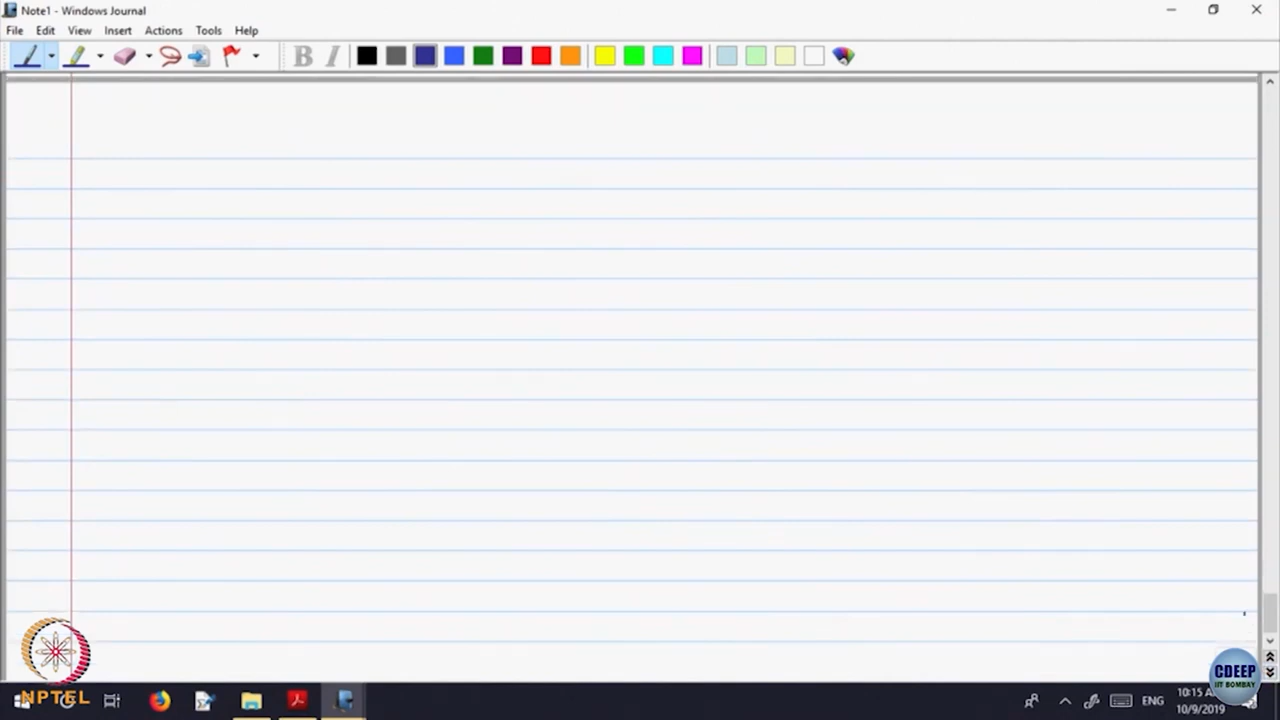 Note1 - Windows Journal
File Edit View Insert Actions Tools Help
B I
NPTEL
CDEEP
IIT BOMBAY
ENG
10:15 A
10/9/2019